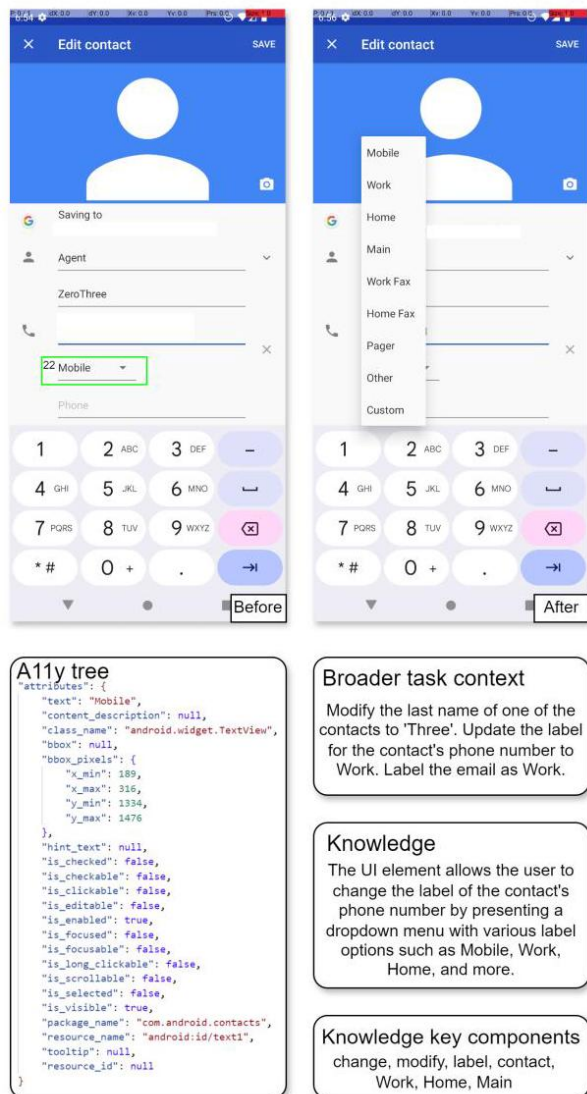 6:54
Edit contact
SAVE
Saving to
Agent
ZeroThree
22 Mobile
Phone
1
2 ABC
3 DEF
–
4 GHI
5 JKL
6 MNO
7 PQRS
8 TUV
9 WXYZ
* #
0 +
.
Before
6:56
Edit contact
SAVE
Mobile
Work
Home
Main
Work Fax
Home Fax
Pager
Other
Custom
1
2 ABC
3 DEF
–
4 GHI
5 JKL
6 MNO
7 PQRS
8 TUV
9 WXYZ
* #
0 +
.
After
A11y tree
"attributes": {
"text": "Mobile",
"content_description": null,
"class_name": "android.widget.TextView",
"bbox": null,
"bbox_pixels": {
"x_min": 189,
"x_max": 316,
"y_min": 1334,
"y_max": 1476
},
"hint_text": null,
"is_checked": false,
"is_checkable": false,
"is_clickable": false,
"is_editable": false,
"is_enabled": true,
"is_focused": false,
"is_focusable": false,
"is_long_clickable": false,
"is_scrollable": false,
"is_selected": false,
"is_visible": true,
"package_name": "com.android.contacts",
"resource_name": "android:id/text1",
"tooltip": null,
"resource_id": null
}
Broader task context
Modify the last name of one of the
contacts to 'Three'. Update the label
for the contact's phone number to
Work. Label the email as Work.
Knowledge
The UI element allows the user to
change the label of the contact's
phone number by presenting a
dropdown menu with various label
options such as Mobile, Work,
Home, and more.
Knowledge key components
change, modify, label, contact,
Work, Home, Main